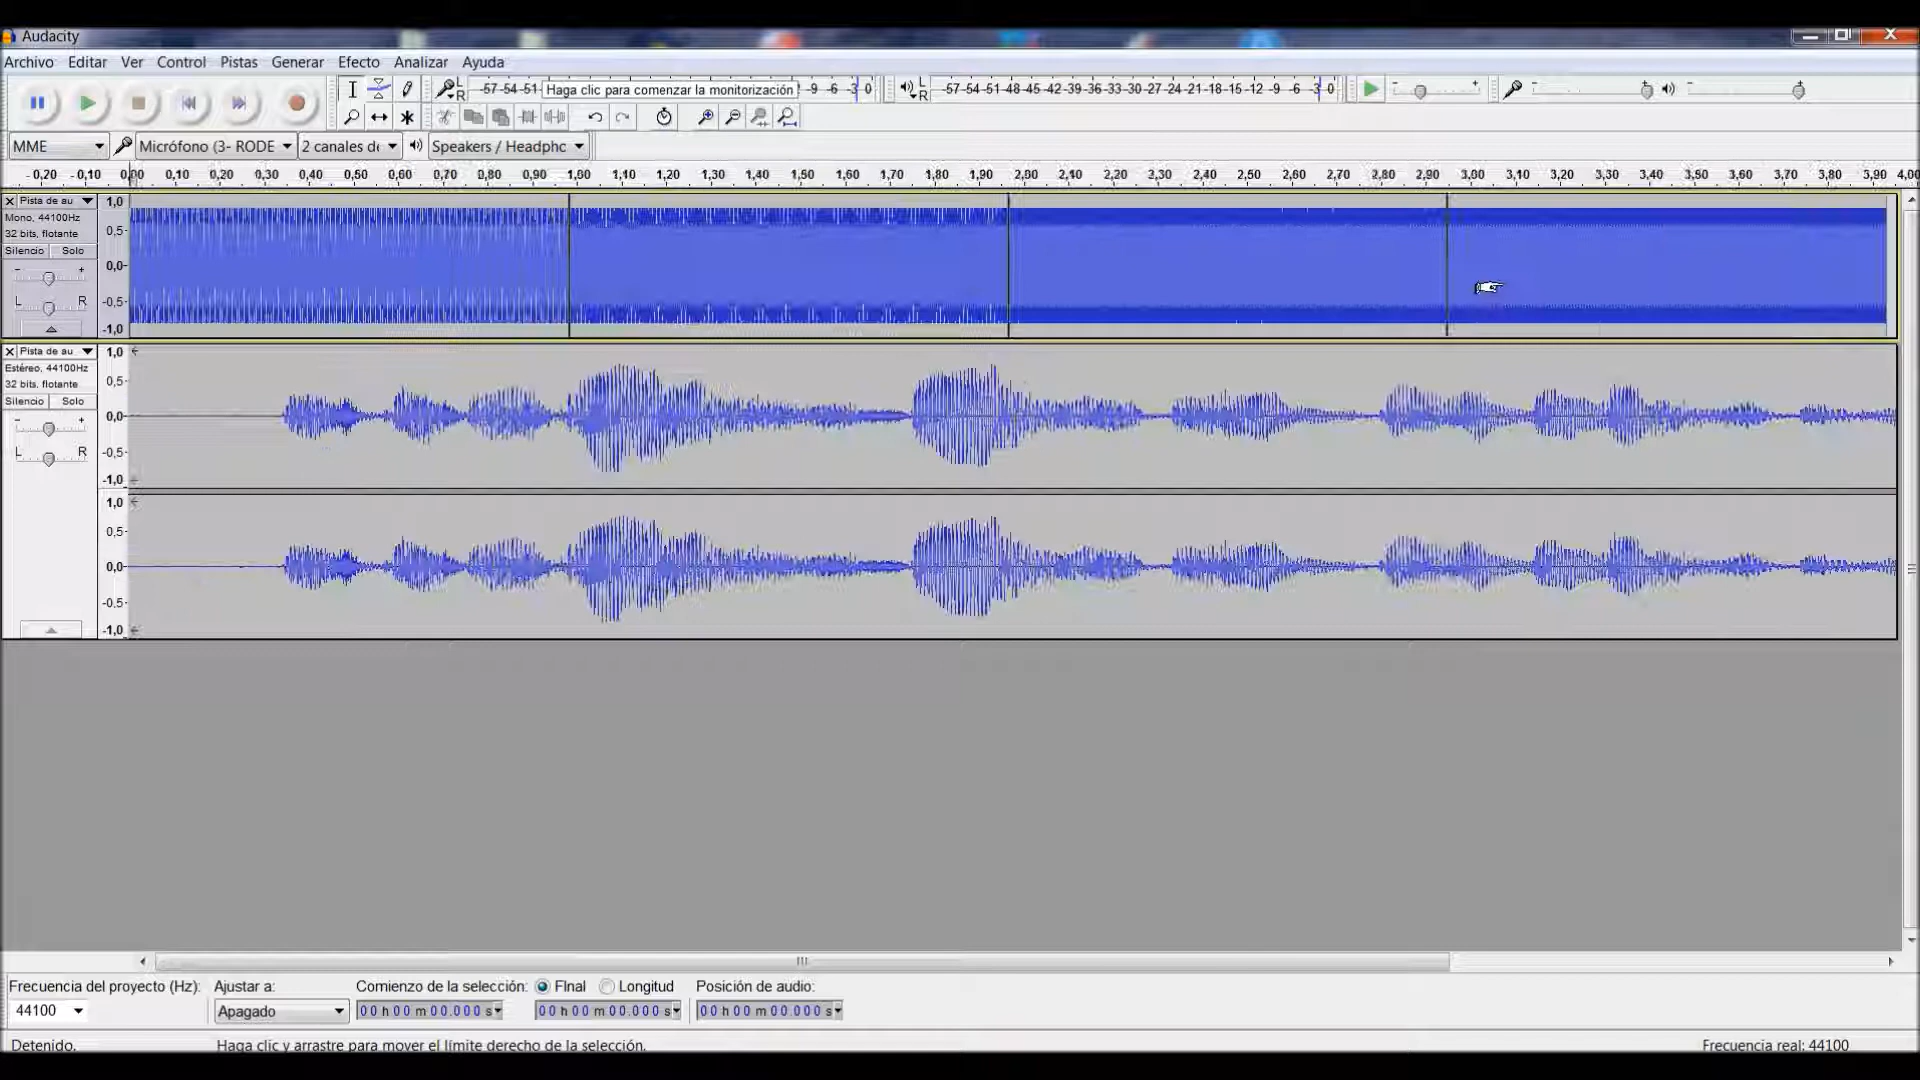 Audacity
Archivo Editar Ver Control Pistas Generar Efecto Analizar Ayuda
L R -57-54-51 Haga clic para comenzar la monitorización -9 -6 -3 0 L R -57-54-51-48-45-42-39-36-33-30-27-24-21-18-15-12 -9 -6 -3 0
MME Micrófono (3- RODE 2 canales de Speakers / Headphc
- 0,20 - 0,10 0,00 0,10 0,20 0,30 0,40 0,50 0,60 0,70 0,80 0,90 1,00 1,10 1,20 1,30 1,40 1,50 1,60 1,70 1,80 1,90 2,00 2,10 2,20 2,30 2,40 2,50 2,60 2,70 2,80 2,90 3,00 3,10 3,20 3,30 3,40 3,50 3,60 3,70 3,80 3,90 4,00
X Pista de au 1,0
Mono, 44100Hz
32 bits, flotante 0,5-
Silencio Solo
- + 0,0-
L R -0,5-
-1,0
X Pista de au 1,0
Estéreo, 44100Hz
32 bits, flotante 0,5-
Silencio Solo
- + 0,0-
L R -0,5-
-1,0
1,0
0,5-
0,0-
-0,5-
-1,0
Frecuencia del proyecto (Hz): Ajustar a: Comienzo de la selección: FInal Longitud Posición de audio:
44100 Apagado 00 h 00 m 00.000 s 00 h 00 m 00.000 s 00 h 00 m 00.000 s
Detenido. Haga clic y arrastre para mover el límite derecho de la selección. Frecuencia real: 44100